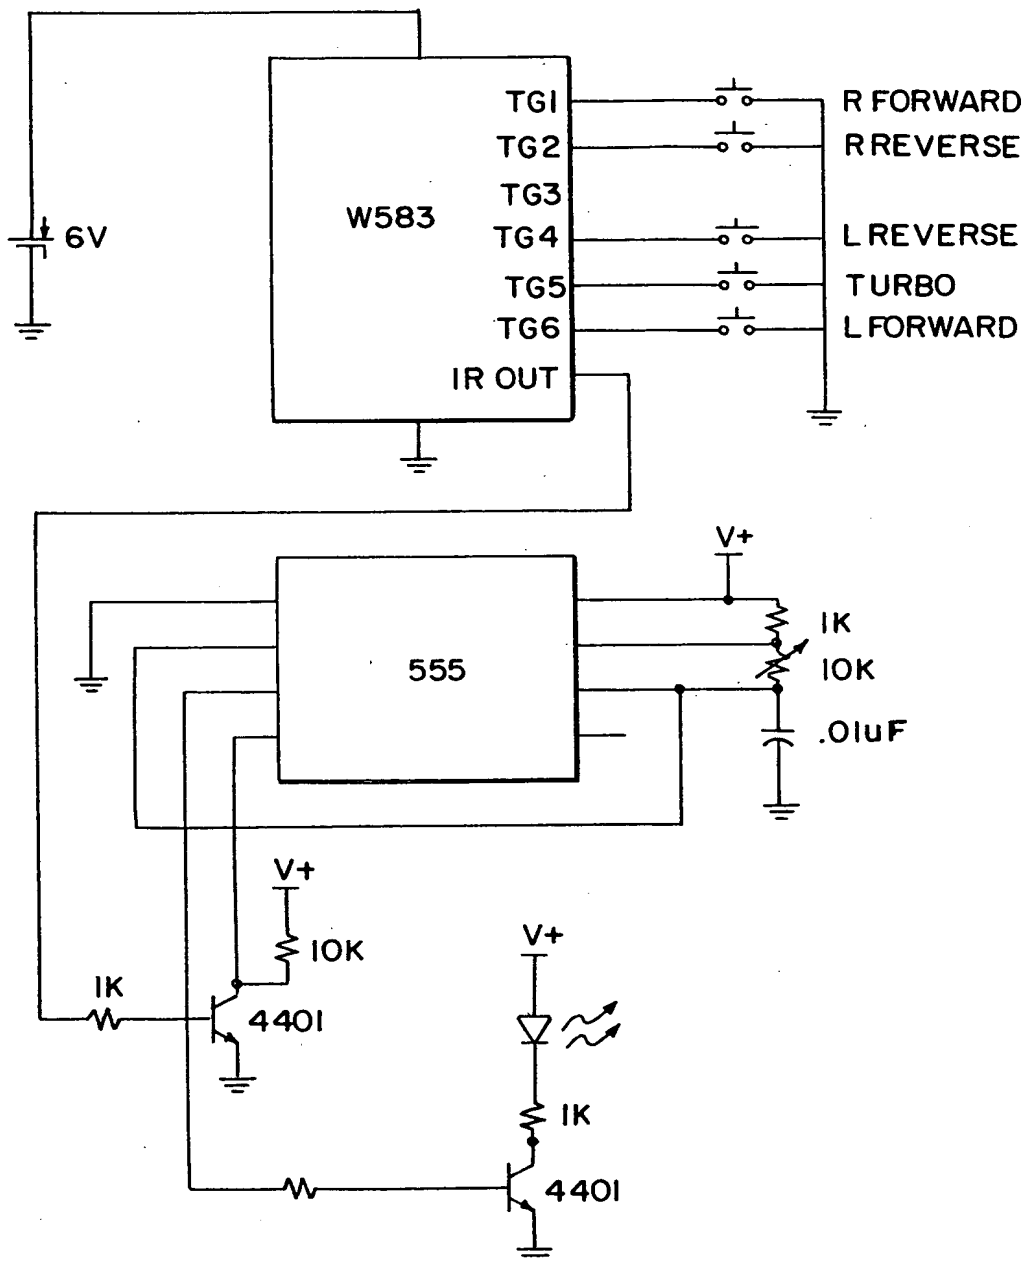 TG1
R FORWARD
TG2
R REVERSE
TG3
W583
TG4
L REVERSE
6V
TG5
TURBO
TG6
L FORWARD
IR OUT
V+
1K
555
10K
.01uF
V+
10K
V+
1K
4401
1K
4401